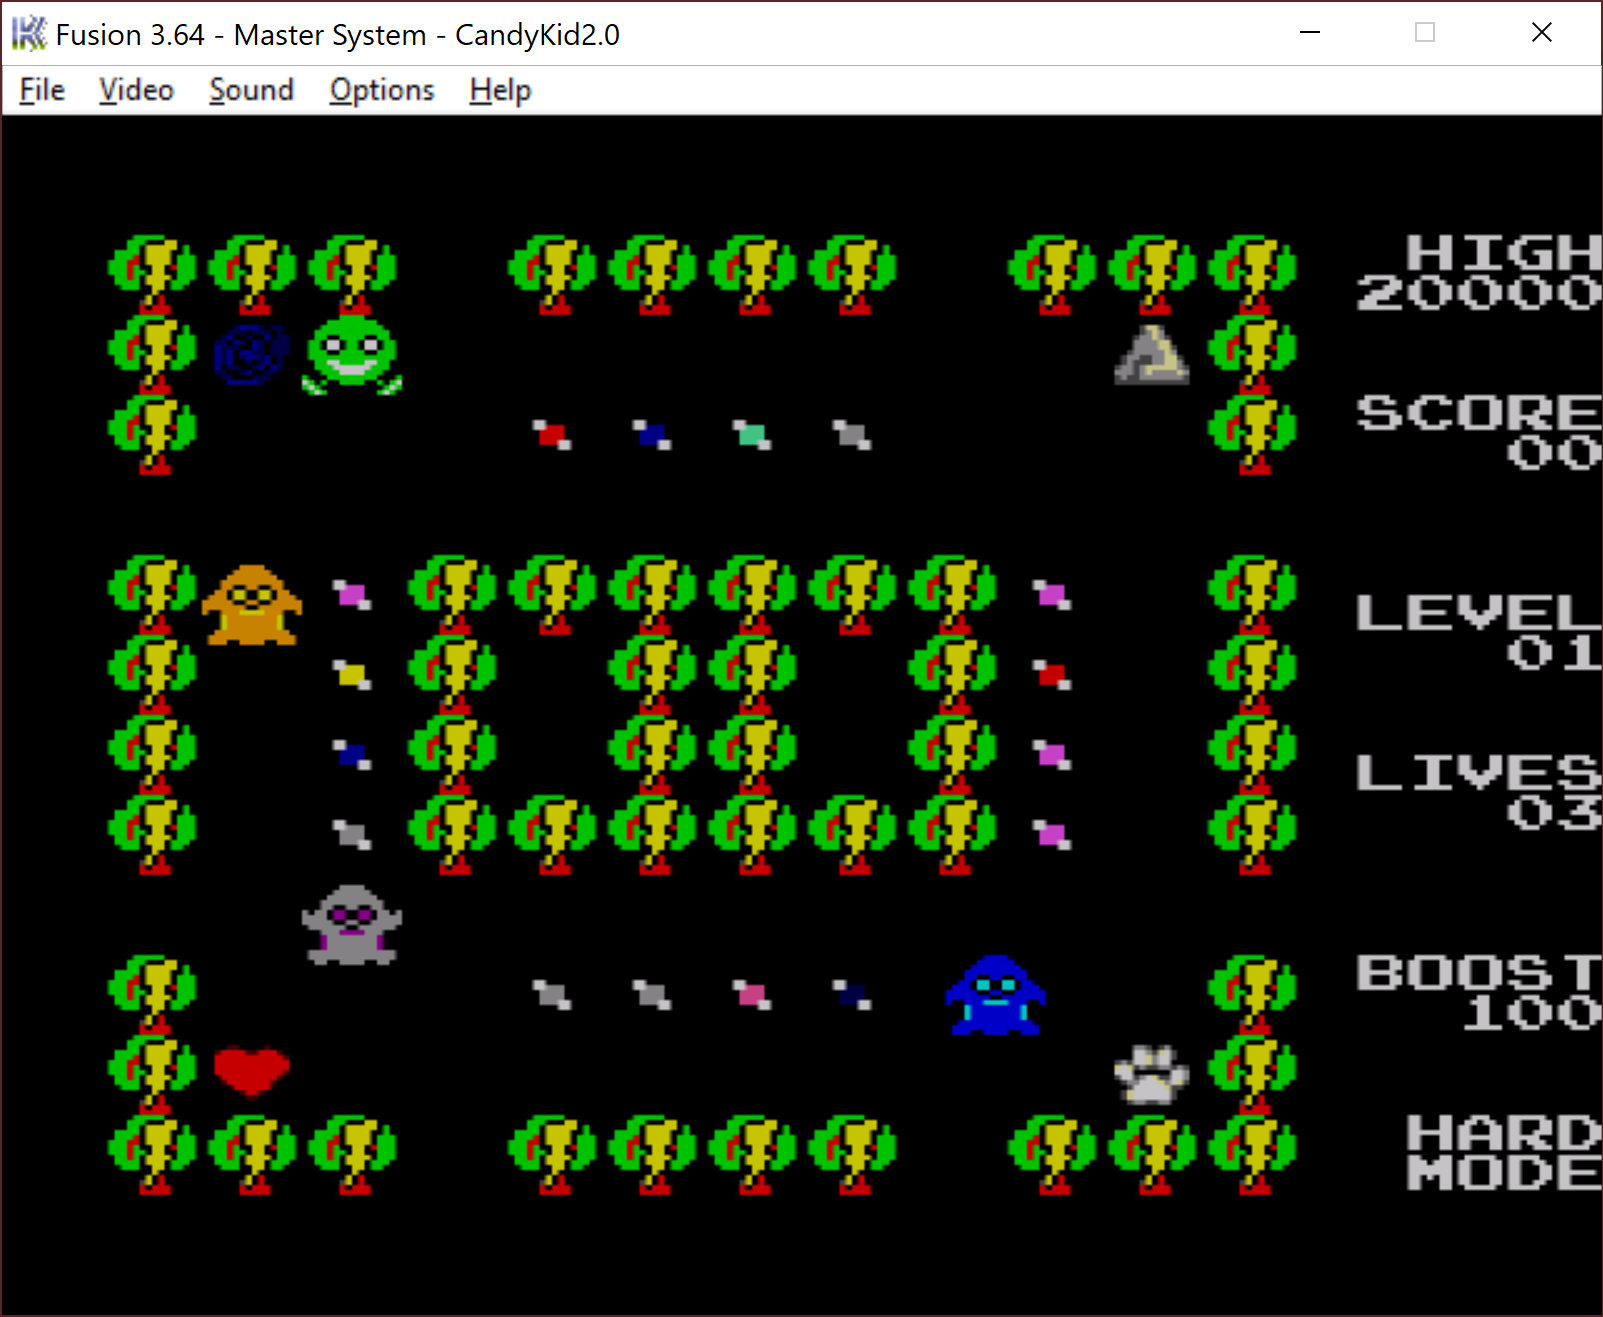 Fusion 3.64 - Master System - CandyKid2.0
File Video Sound Options Help
HIGH
20000
SCORE
00
LEVEL
01
LIVES
03
BOOST
100
HARD
MODE